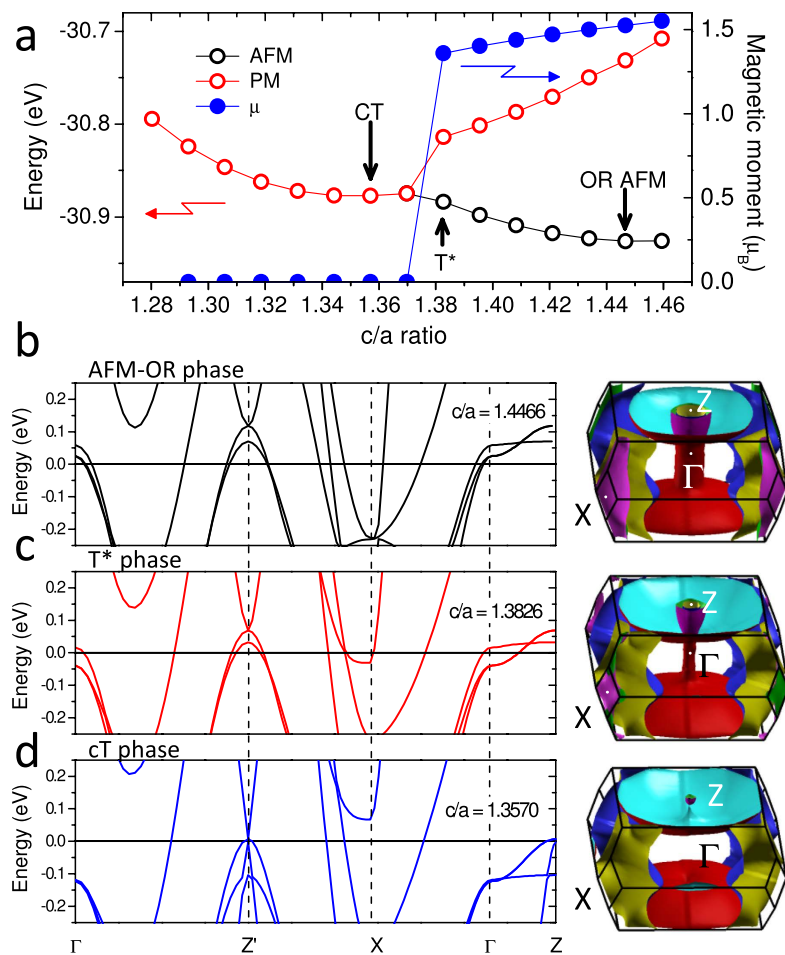 a
AFM
PM
μ
CT
OR AFM
T*
-30.7
-30.8
-30.9
Energy (eV)
1.5
1.0
0.5
0.0
Magnetic moment (μB)
1.28 1.30 1.32 1.34 1.36 1.38 1.40 1.42 1.44 1.46
c/a ratio
b
AFM-OR phase
c/a = 1.4466
0.2
0.1
0.0
-0.1
-0.2
Energy (eV)
Z
Γ
X
c
T* phase
c/a = 1.3826
0.2
0.1
0.0
-0.1
-0.2
Energy (eV)
Z
Γ
X
d
cT phase
c/a = 1.3570
0.2
0.1
0.0
-0.1
-0.2
Energy (eV)
Z
Γ
X
Γ Z' X Γ Z